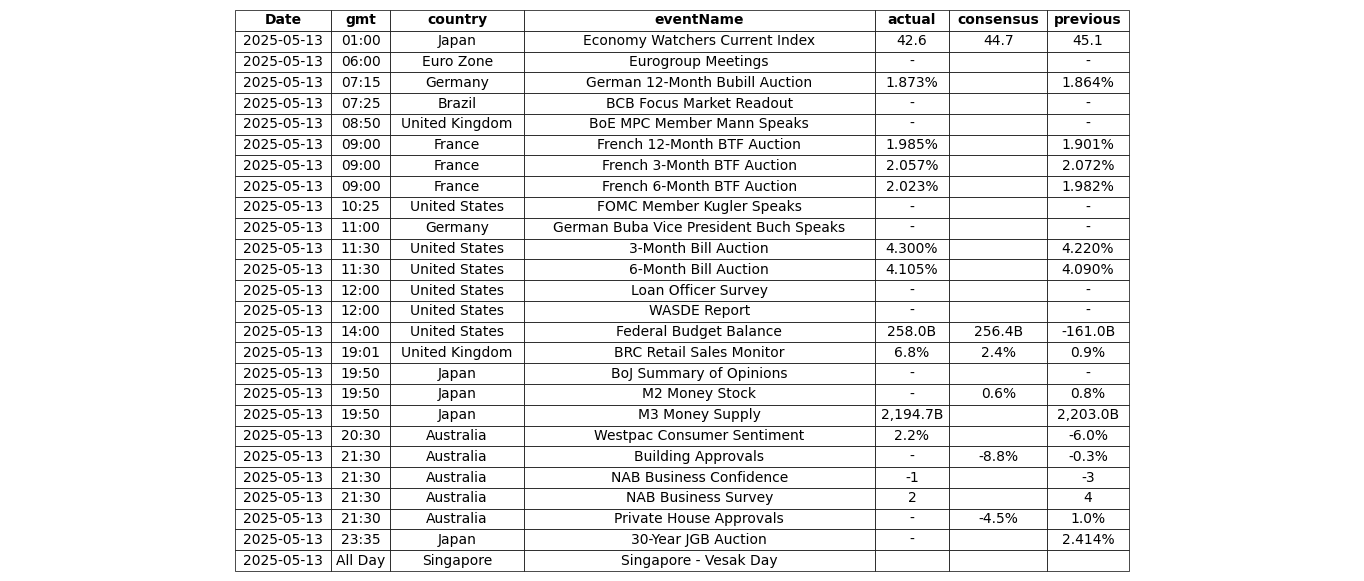 Date gmt country eventName actual consensus previous
2025-05-13 01:00 Japan Economy Watchers Current Index 42.6 44.7 45.1
2025-05-13 06:00 Euro Zone Eurogroup Meetings - -
2025-05-13 07:15 Germany German 12-Month Bubill Auction 1.873% 1.864%
2025-05-13 07:25 Brazil BCB Focus Market Readout - -
2025-05-13 08:50 United Kingdom BoE MPC Member Mann Speaks - -
2025-05-13 09:00 France French 12-Month BTF Auction 1.985% 1.901%
2025-05-13 09:00 France French 3-Month BTF Auction 2.057% 2.072%
2025-05-13 09:00 France French 6-Month BTF Auction 2.023% 1.982%
2025-05-13 10:25 United States FOMC Member Kugler Speaks - -
2025-05-13 11:00 Germany German Buba Vice President Buch Speaks - -
2025-05-13 11:30 United States 3-Month Bill Auction 4.300% 4.220%
2025-05-13 11:30 United States 6-Month Bill Auction 4.105% 4.090%
2025-05-13 12:00 United States Loan Officer Survey - -
2025-05-13 12:00 United States WASDE Report - -
2025-05-13 14:00 United States Federal Budget Balance 258.0B 256.4B -161.0B
2025-05-13 19:01 United Kingdom BRC Retail Sales Monitor 6.8% 2.4% 0.9%
2025-05-13 19:50 Japan BoJ Summary of Opinions - -
2025-05-13 19:50 Japan M2 Money Stock - 0.6% 0.8%
2025-05-13 19:50 Japan M3 Money Supply 2,194.7B 2,203.0B
2025-05-13 20:30 Australia Westpac Consumer Sentiment 2.2% -6.0%
2025-05-13 21:30 Australia Building Approvals - -8.8% -0.3%
2025-05-13 21:30 Australia NAB Business Confidence -1 -3
2025-05-13 21:30 Australia NAB Business Survey 2 4
2025-05-13 21:30 Australia Private House Approvals - -4.5% 1.0%
2025-05-13 23:35 Japan 30-Year JGB Auction - 2.414%
2025-05-13 All Day Singapore Singapore - Vesak Day